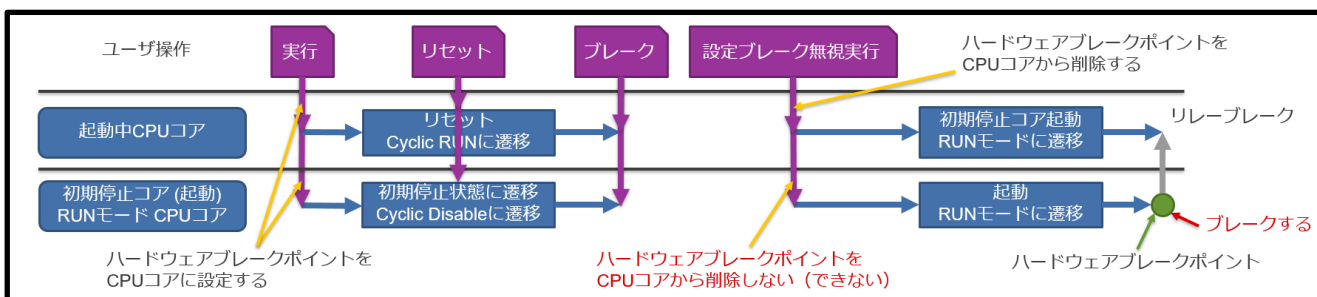 ユーザ操作
実行
リセット
ブレーク
設定ブレーク無視実行
ハードウェアブレークポイントを
CPUコアから削除する
起動中CPUコア
リセット
Cyclic RUNに遷移
初期停止コア起動
RUNモードに遷移
リレーブレーク
初期停止コア (起動)
RUNモード CPUコア
初期停止状態に遷移
Cyclic Disableに遷移
起動
RUNモードに遷移
ブレークする
ハードウェアブレークポイントを
CPUコアに設定する
ハードウェアブレークポイントを
CPUコアから削除しない（できない）
ハードウェアブレークポイント